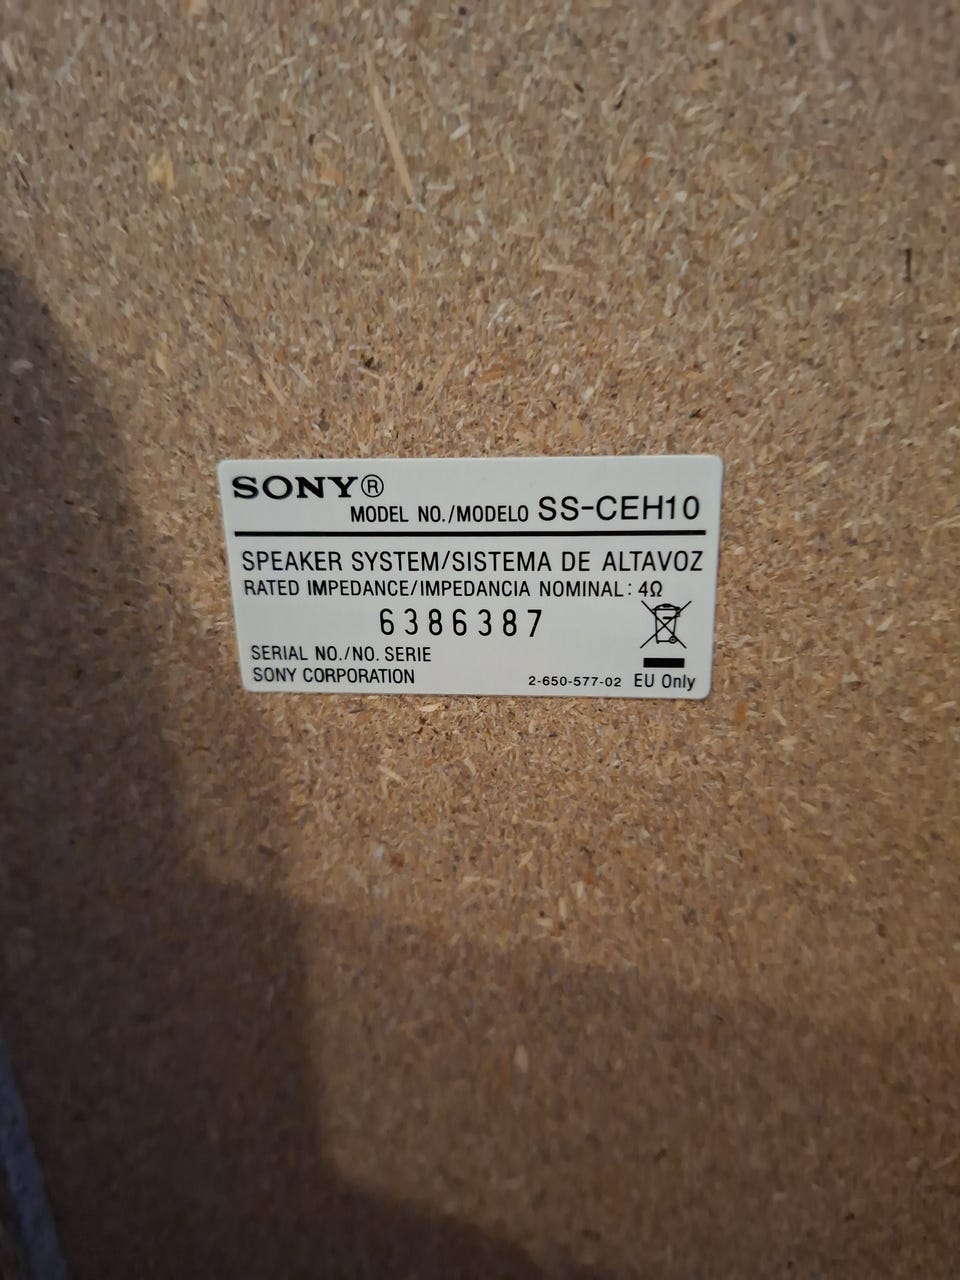 SONY®
MODEL NO./MODELO SS-CEH10
SPEAKER SYSTEM/SISTEMA DE ALTAVOZ
RATED IMPEDANCE/IMPEDANCIA NOMINAL: 4Ω
6386387
SERIAL NO./NO. SERIE
SONY CORPORATION
2-650-577-02 EU Only